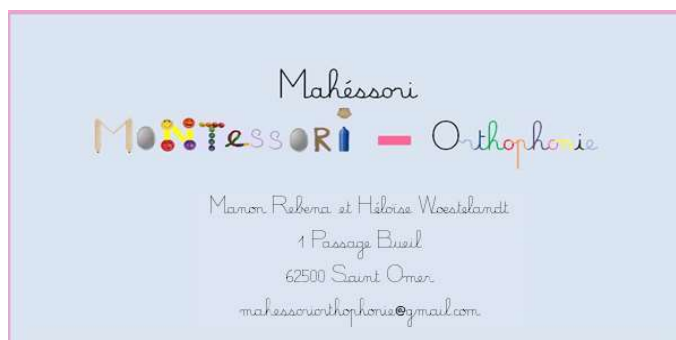 Mahéssori
MoNTessori - Orthophonie
Manon Rebena et Héloïse Woestelandt
1 Passage Bueil
62500 Saint Omer
mahessoriorthophonie@gmail.com